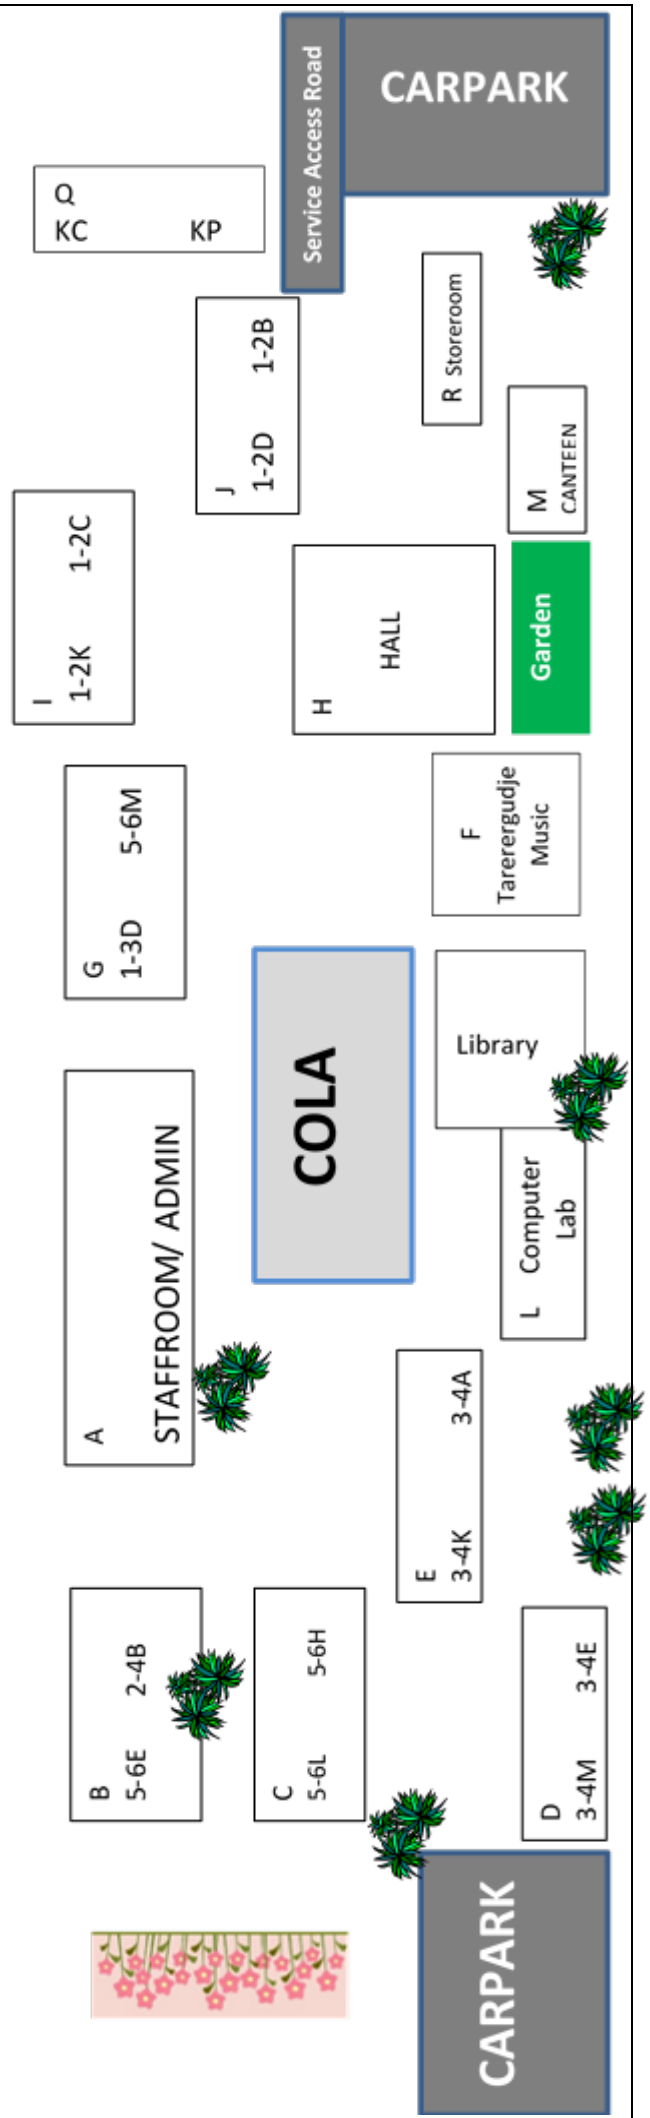 CARPARK
Service Access Road
Q
KC KP
J
1-2D 1-2B
R Storeroom
M
CANTEEN
I
1-2K 1-2C
H
HALL
Garden
G
1-3D 5-6M
F
Tarerergudje
Music
COLA
Library
A
STAFFROOM/ ADMIN
L Computer
Lab
E
3-4K 3-4A
B
5-6E 2-4B
C
5-6L 5-6H
D
3-4M 3-4E
CARPARK